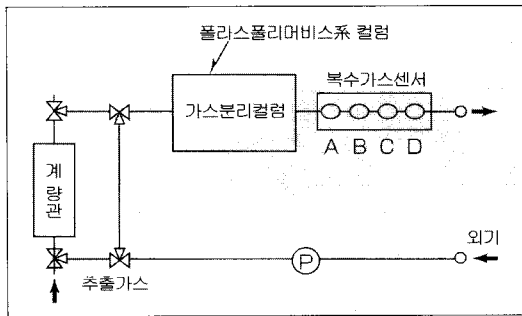 폴라스폴리머비스系 컬럼
복수가스센서
가스분리컬럼
A B C D
계량관
외기
추출가스
P